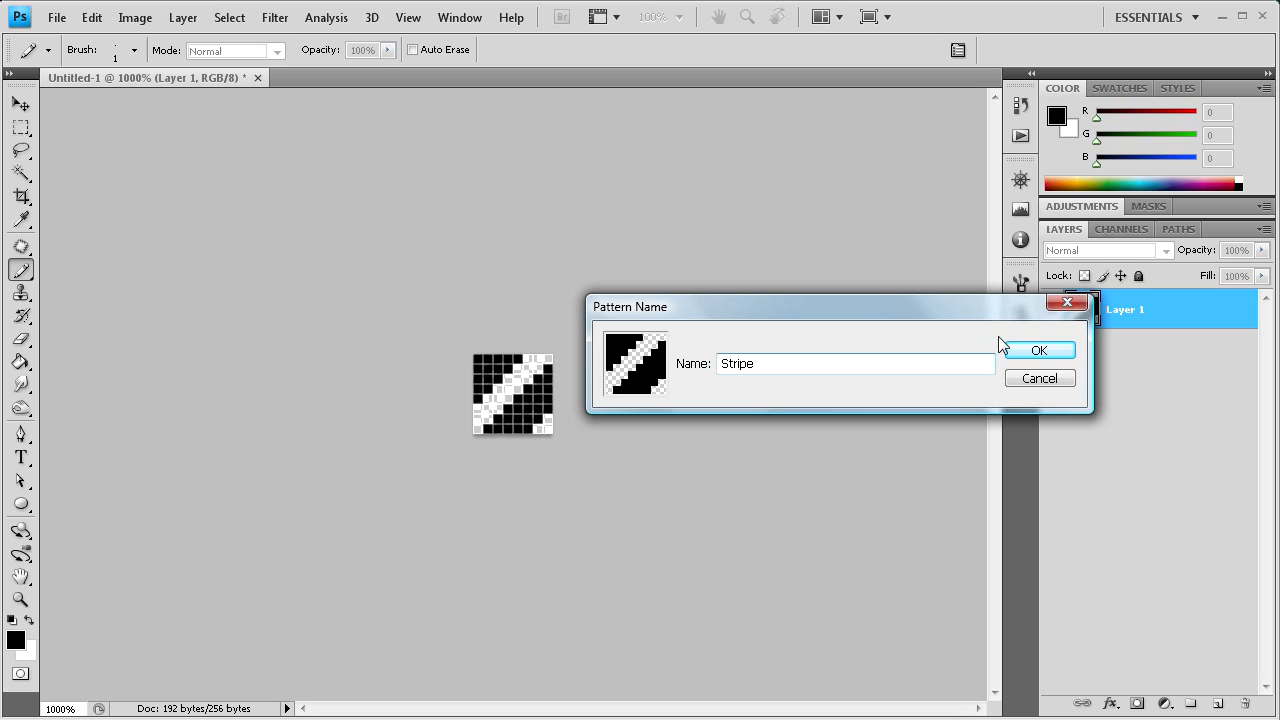 Ps File Edit Image Layer Select Filter Analysis 3D View Window Help Br 100% ESSENTIALS
Brush: 1 Mode: Normal Opacity: 100% Auto Erase
Untitled-1 @ 1000% (Layer 1, RGB/8) *
COLOR SWATCHES STYLES
R 0
G 0
B 0
ADJUSTMENTS MASKS
LAYERS CHANNELS PATHS
Normal Opacity: 100%
Lock: Fill: 100%
Layer 1
Pattern Name
Name: Stripe
OK
Cancel
T
1000% Doc: 192 bytes/256 bytes
fx